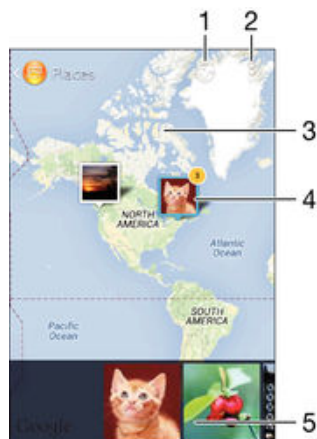 1 2
Places
3
4
NORTH
AMERICA
Atlantic
Ocean
SOUTH
AMERICA
Pacific
Ocean
5
Google